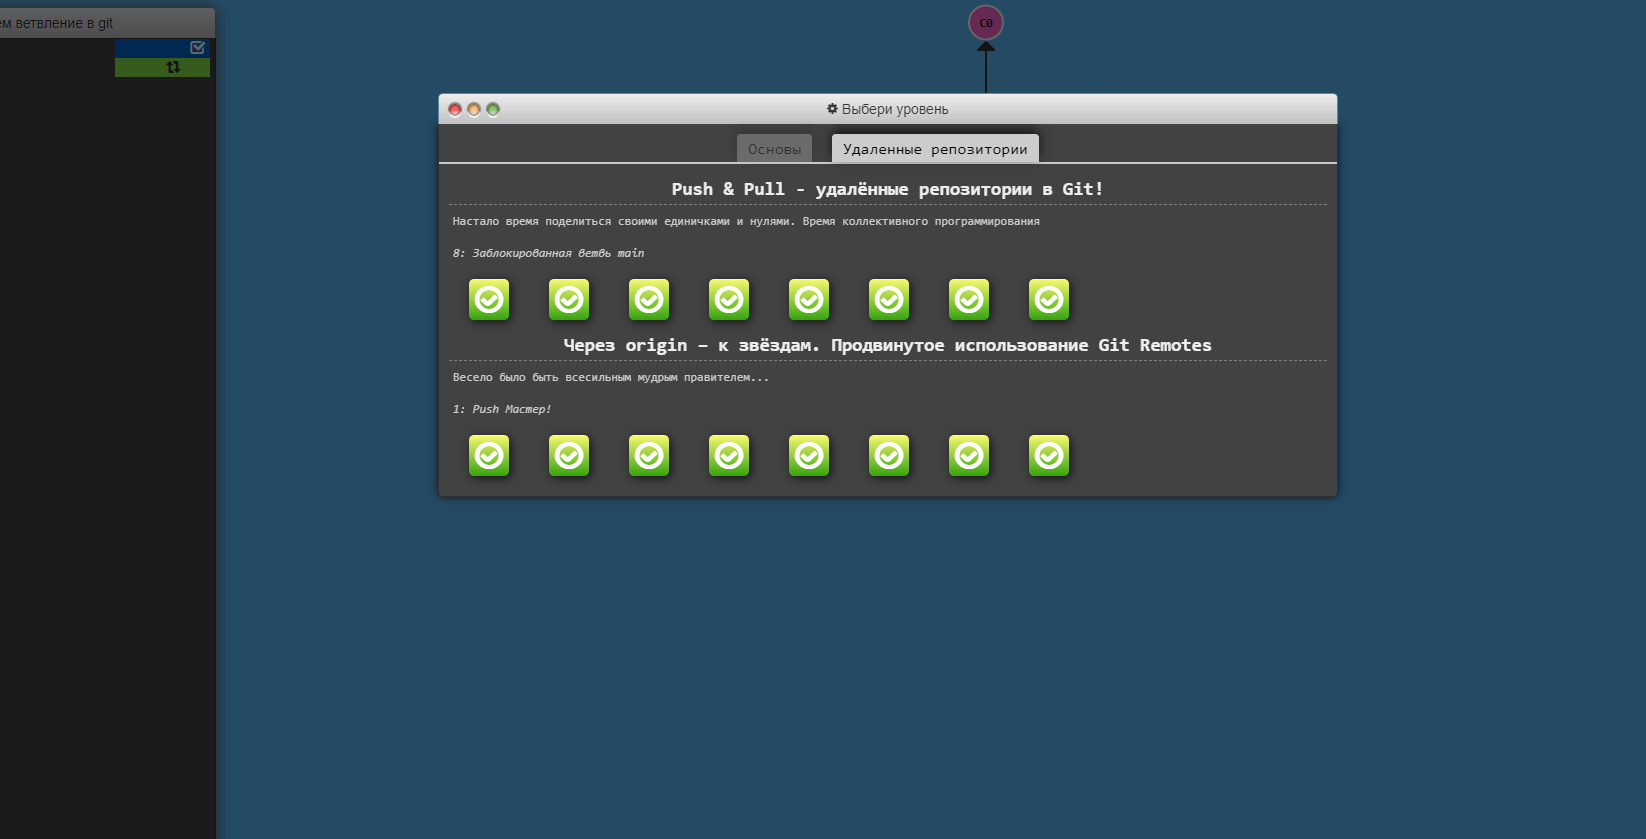 ем ветвление в git
C0
Выбери уровень
Основы
Удаленные репозитории
Push & Pull - удалённые репозитории в Git!
Настало время поделиться своими единичками и нулями. Время коллективного программирования
8: Заблокированная ветвь main
Через origin – к звёздам. Продвинутое использование Git Remotes
Весело было быть всесильным мудрым правителем...
1: Push Мастер!